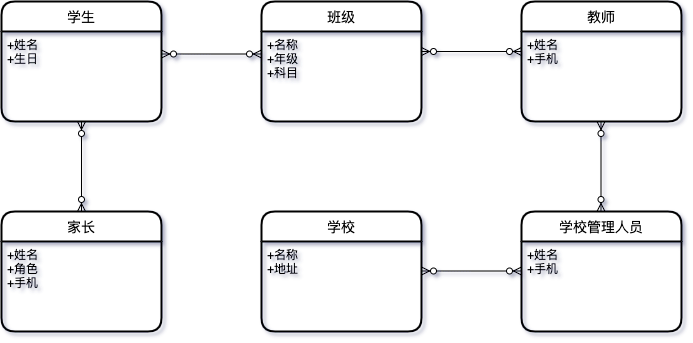 学生
+姓名
+生日
班级
+名称
+年级
+科目
教师
+姓名
+手机
家长
+姓名
+角色
+手机
学校
+名称
+地址
学校管理人员
+姓名
+手机